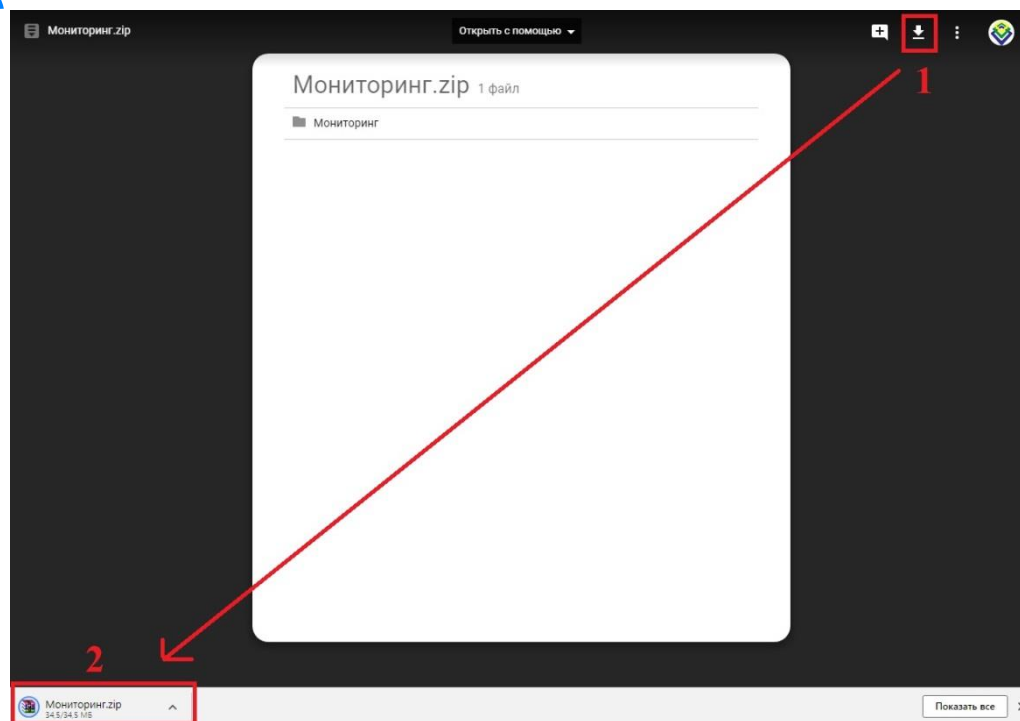 Мониторинг.zip
Открыть с помощью
1
Мониторинг.zip 1 файл
Мониторинг
2
Мониторинг.zip
34.5/34.5 МБ
Показать все